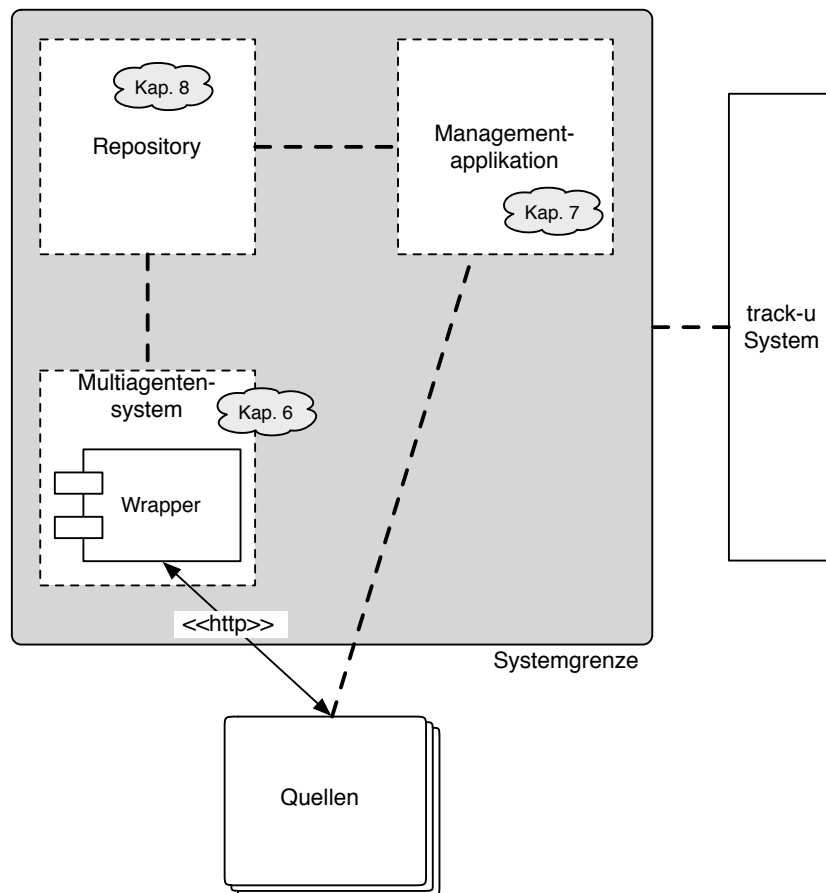 Kap. 8
Repository
Management-
applikation
Kap. 7
track-u
System
Multiagenten-
system
Kap. 6
Wrapper
<<http>>
Systemgrenze
Quellen